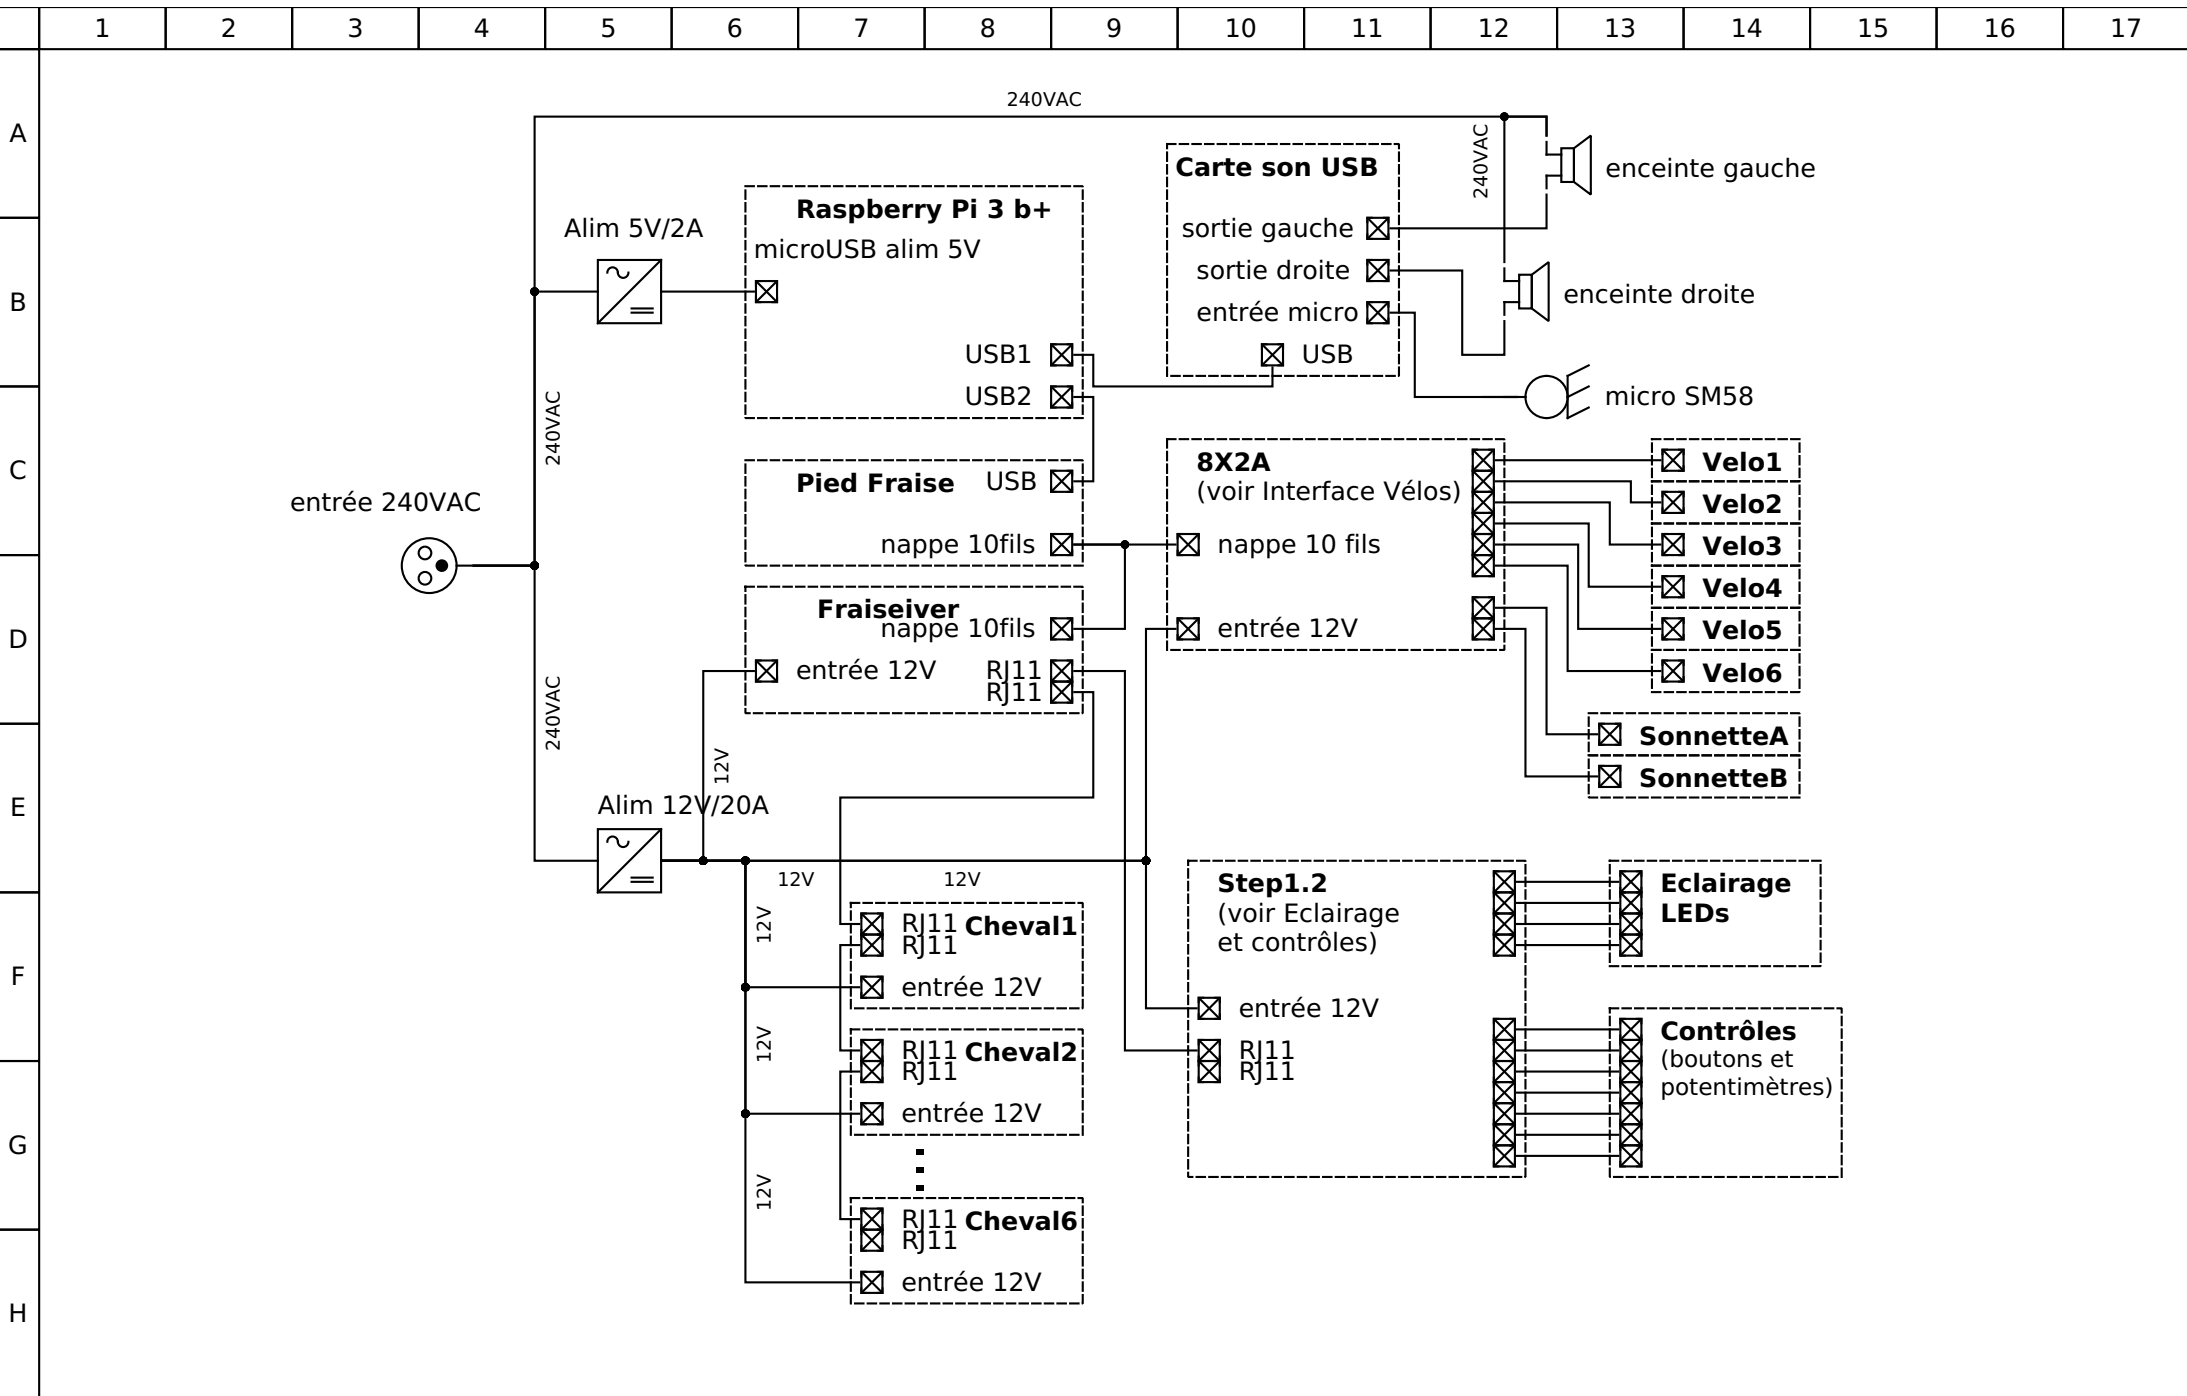 1 2 3 4 5 6 7 8 9 10 11 12 13 14 15 16 17
A
B
C
D
E
F
G
H
240VAC
240VAC
240VAC
240VAC
entrée 240VAC
Alim 5V/2A
Raspberry Pi 3 b+
microUSB alim 5V
USB1
USB2
Carte son USB
sortie gauche
sortie droite
entrée micro
USB
enceinte gauche
enceinte droite
micro SM58
Pied Fraise USB
nappe 10fils
Fraiseiver
nappe 10fils
entrée 12V RJ11
RJ11
8X2A
(voir Interface Vélos)
nappe 10 fils
entrée 12V
Velo1
Velo2
Velo3
Velo4
Velo5
Velo6
SonnetteA
SonnetteB
12V
Alim 12V/20A
12V 12V
12V
12V
12V
RJ11 Cheval1
RJ11
entrée 12V
RJ11 Cheval2
RJ11
entrée 12V
RJ11 Cheval6
RJ11
entrée 12V
Step1.2
(voir Eclairage
et contrôles)
entrée 12V
RJ11
RJ11
Eclairage
LEDs
Contrôles
(boutons et
potentimètres)